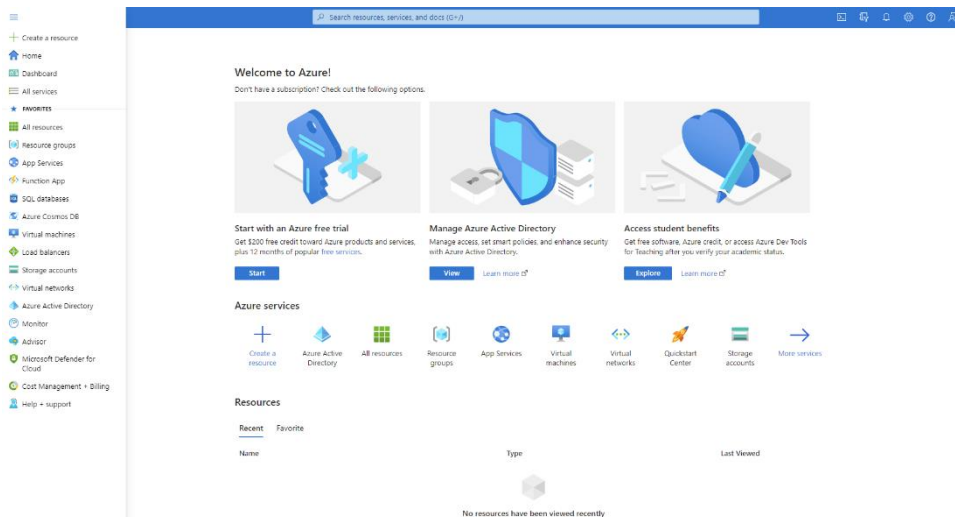 Search resources, services, and docs (G+/)
Create a resource
Home
Dashboard
All services
FAVORITES
All resources
Resource groups
App Services
Function App
SQL databases
Azure Cosmos DB
Virtual machines
Load balancers
Storage accounts
Virtual networks
Azure Active Directory
Monitor
Advisor
Microsoft Defender for
Cloud
Cost Management + Billing
Help + support
Welcome to Azure!
Don't have a subscription? Check out the following options.
Start with an Azure free trial
Get $200 free credit toward Azure products and services,
plus 12 months of popular free services.
Start
Manage Azure Active Directory
Manage access, set smart policies, and enhance security
with Azure Active Directory.
View Learn more
Access student benefits
Get free software, Azure credit, or access Azure Dev Tools
for Teaching after you verify your academic status.
Explore Learn more
Azure services
Create a
resource
Azure Active
Directory
All resources
Resource
groups
App Services
Virtual
machines
Virtual
networks
Quickstart
Center
Storage
accounts
More services
Resources
Recent Favorite
Name Type Last Viewed
No resources have been viewed recently